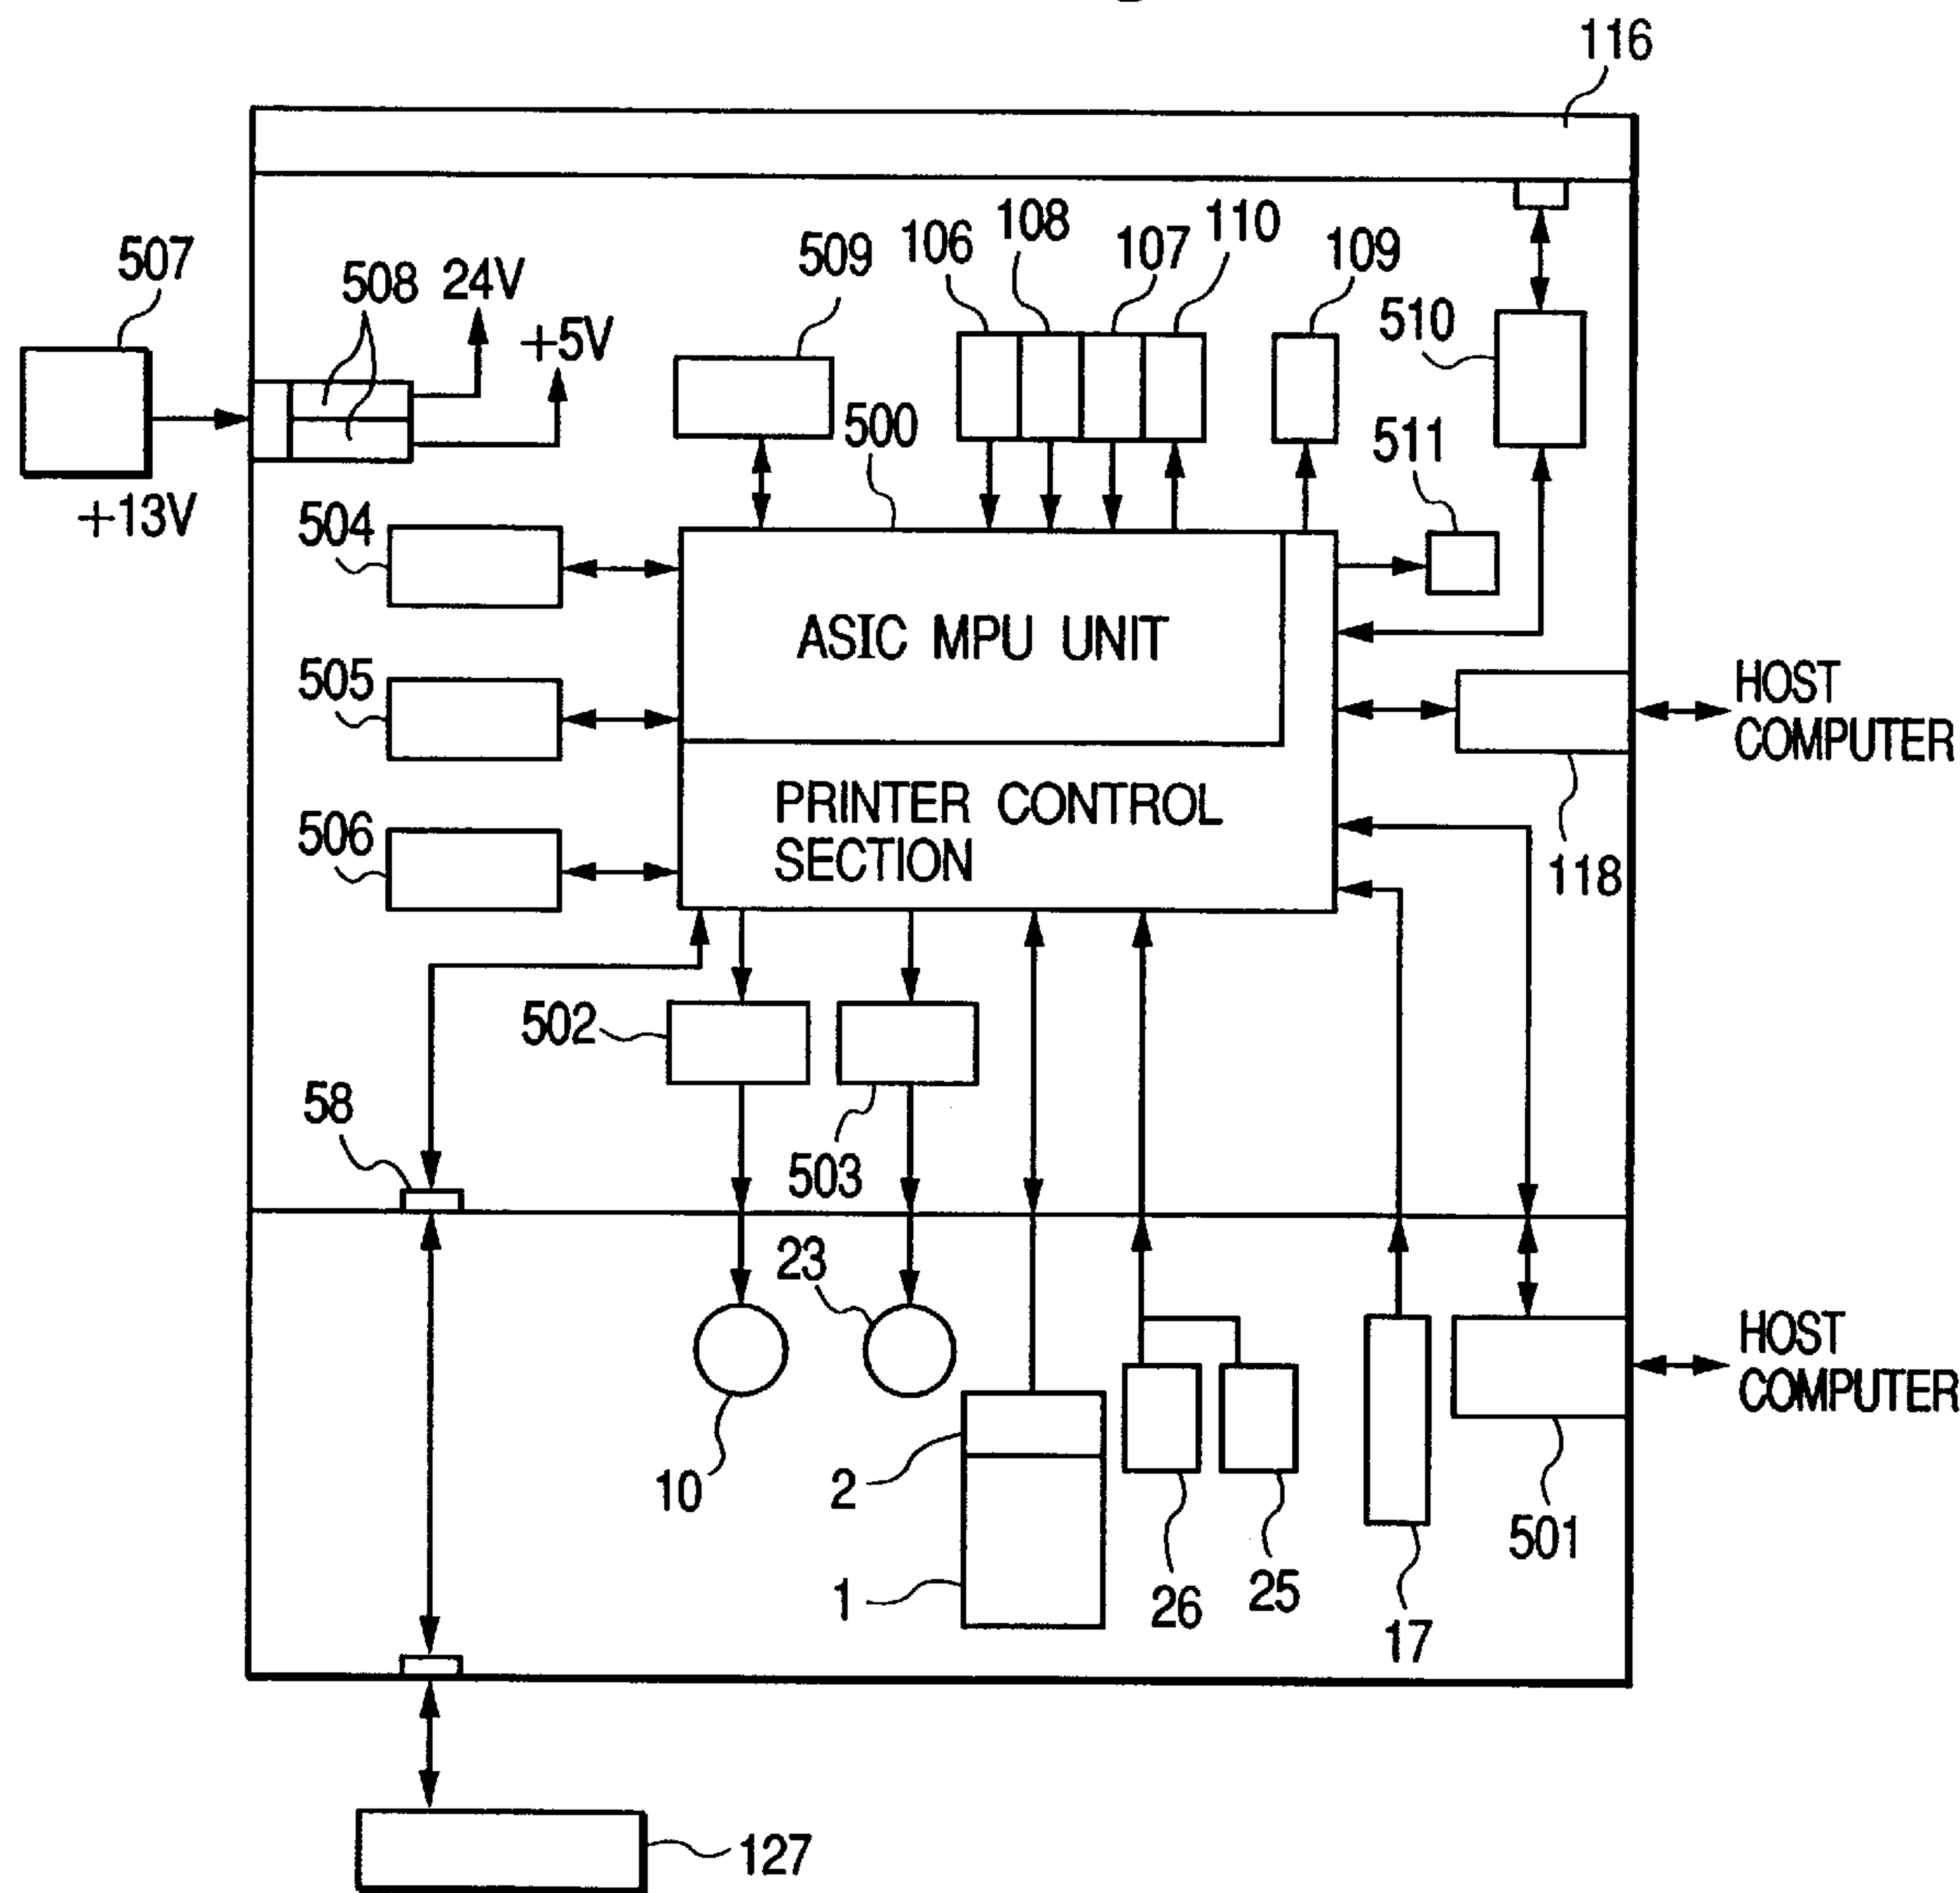 116
507
508
24V
+5V
509
106
108
107
110
109
510
500
511
+13V
504
ASIC MPU UNIT
505
HOST
COMPUTER
PRINTER CONTROL
SECTION
506
118
502
58
503
23
HOST
COMPUTER
10
2
501
1
26
25
17
127